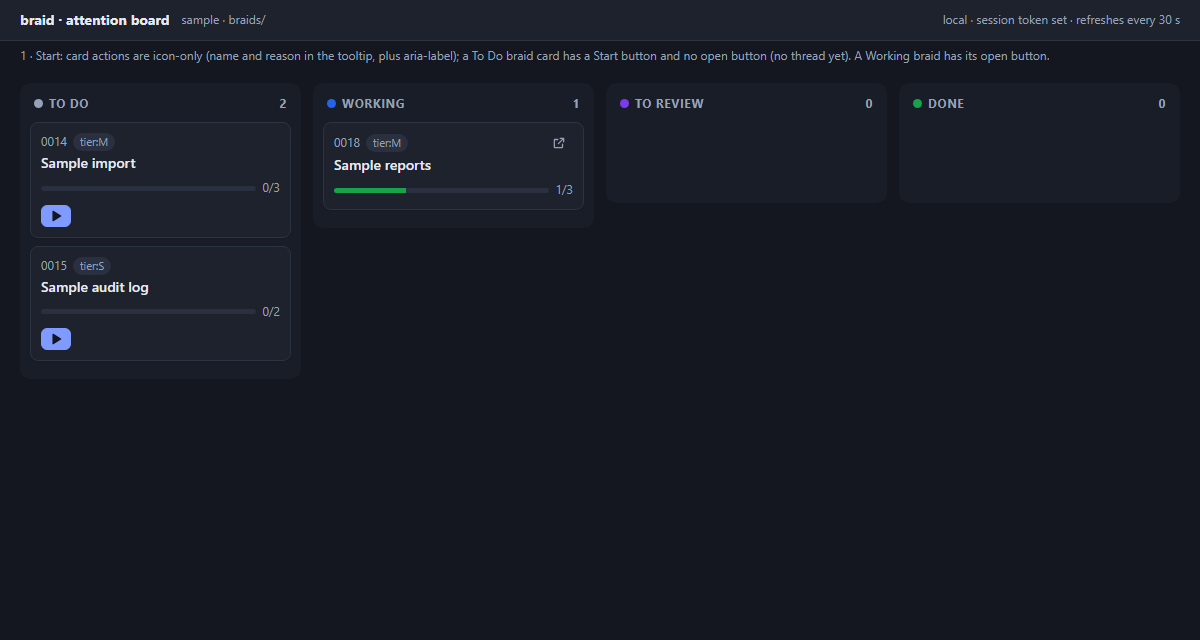 braid · attention board sample · braids/ local · session token set · refreshes every 30 s
1 · Start: card actions are icon-only (name and reason in the tooltip, plus aria-label); a To Do braid card has a Start button and no open button (no thread yet). A Working braid has its open button.
TO DO 2
0014 tier:M
Sample import
0/3
0015 tier:S
Sample audit log
0/2
WORKING 1
0018 tier:M
Sample reports
1/3
TO REVIEW 0
DONE 0